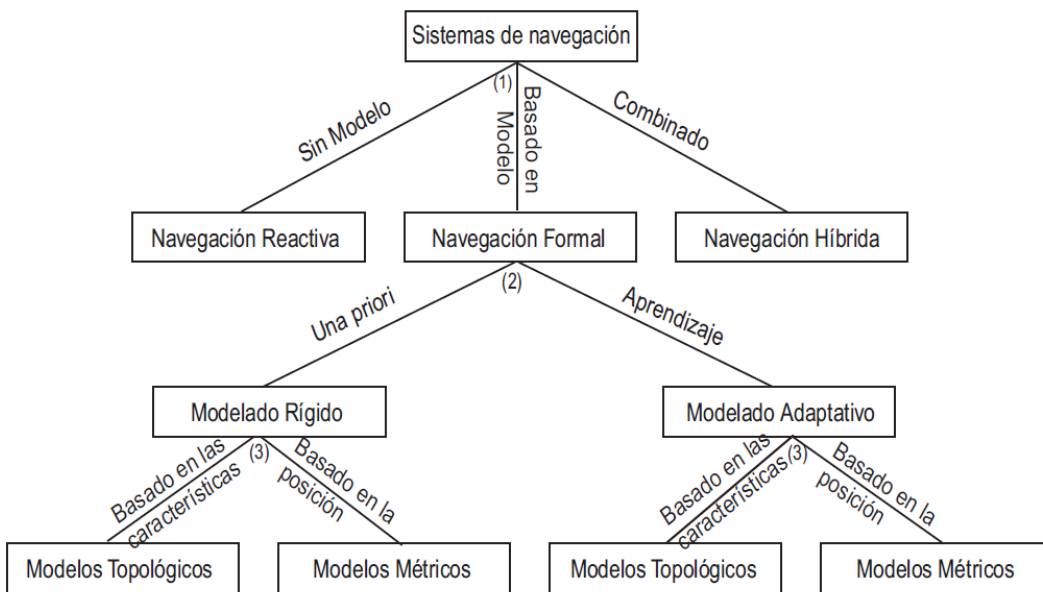 Sistemas de navegación
(1)
Sin Modelo
Basado en
Modelo
Combinado
Navegación Reactiva
Navegación Formal
Navegación Híbrida
(2)
Una priori
Aprendizaje
Modelado Rígido
Modelado Adaptativo
Basado en las
características
(3)
Basado en la
posición
Basado en las
características
(3)
Basado en la
posición
Modelos Topológicos
Modelos Métricos
Modelos Topológicos
Modelos Métricos